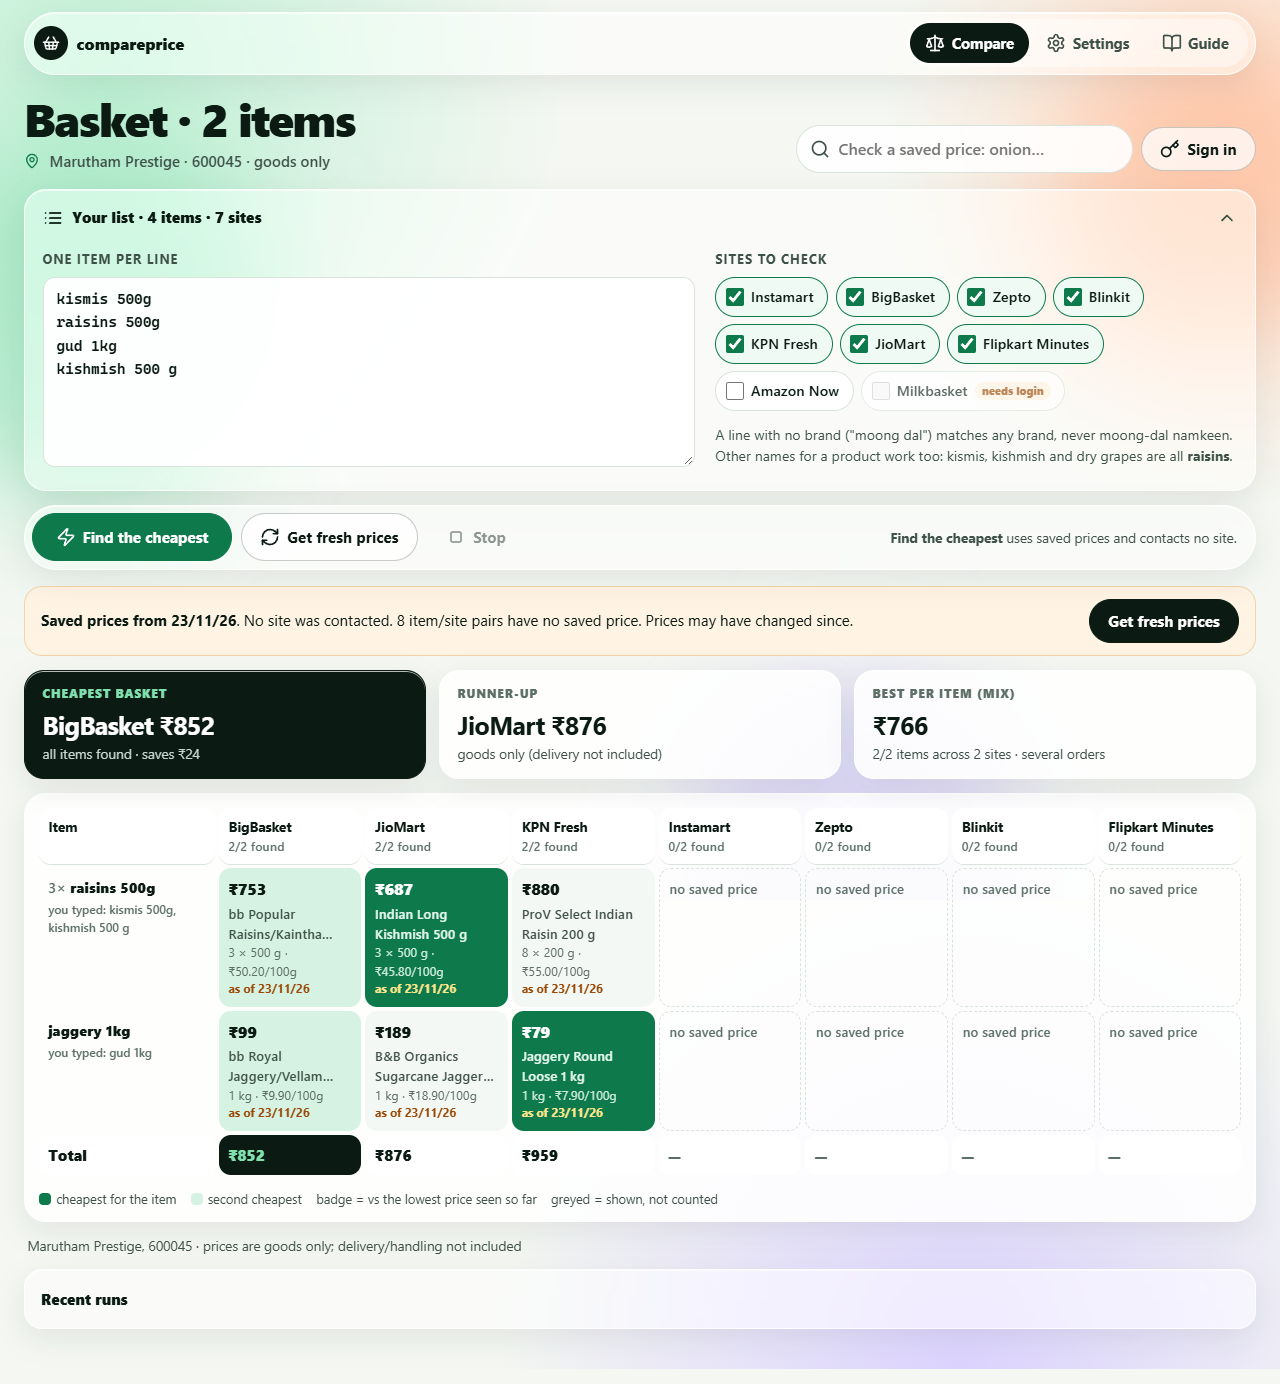 compareprice
Compare
Settings
Guide
Basket · 2 items
Marutham Prestige · 600045 · goods only
Check a saved price: onion...
Sign in
Your list · 4 items · 7 sites
ONE ITEM PER LINE
kismis 500g
raisins 500g
gud 1kg
kishmish 500 g
SITES TO CHECK
Instamart
BigBasket
Zepto
Blinkit
KPN Fresh
JioMart
Flipkart Minutes
Amazon Now
Milkbasket needs login
A line with no brand ("moong dal") matches any brand, never moong-dal namkeen.
Other names for a product work too: kismis, kishmish and dry grapes are all raisins.
Find the cheapest
Get fresh prices
Stop
Find the cheapest uses saved prices and contacts no site.
Saved prices from 23/11/26. No site was contacted. 8 item/site pairs have no saved price. Prices may have changed since.
Get fresh prices
CHEAPEST BASKET
BigBasket ₹852
all items found · saves ₹24
RUNNER-UP
JioMart ₹876
goods only (delivery not included)
BEST PER ITEM (MIX)
₹766
2/2 items across 2 sites · several orders
Item
BigBasket
2/2 found
JioMart
2/2 found
KPN Fresh
2/2 found
Instamart
0/2 found
Zepto
0/2 found
Blinkit
0/2 found
Flipkart Minutes
0/2 found
3× raisins 500g
you typed: kismis 500g,
kishmish 500 g
₹753
bb Popular
Raisins/Kaintha...
3 × 500 g ·
₹50.20/100g
as of 23/11/26
₹687
Indian Long
Kishmish 500 g
3 × 500 g ·
₹45.80/100g
as of 23/11/26
₹880
ProV Select Indian
Raisin 200 g
8 × 200 g ·
₹55.00/100g
as of 23/11/26
no saved price
no saved price
no saved price
no saved price
jaggery 1kg
you typed: gud 1kg
₹99
bb Royal
Jaggery/Vellam...
1 kg · ₹9.90/100g
as of 23/11/26
₹189
B&B Organics
Sugarcane Jagger...
1 kg · ₹18.90/100g
as of 23/11/26
₹79
Jaggery Round
Loose 1 kg
1 kg · ₹7.90/100g
as of 23/11/26
no saved price
no saved price
no saved price
no saved price
Total
₹852
₹876
₹959
—
—
—
—
cheapest for the item
second cheapest
badge = vs the lowest price seen so far
greyed = shown, not counted
Marutham Prestige, 600045 · prices are goods only; delivery/handling not included
Recent runs